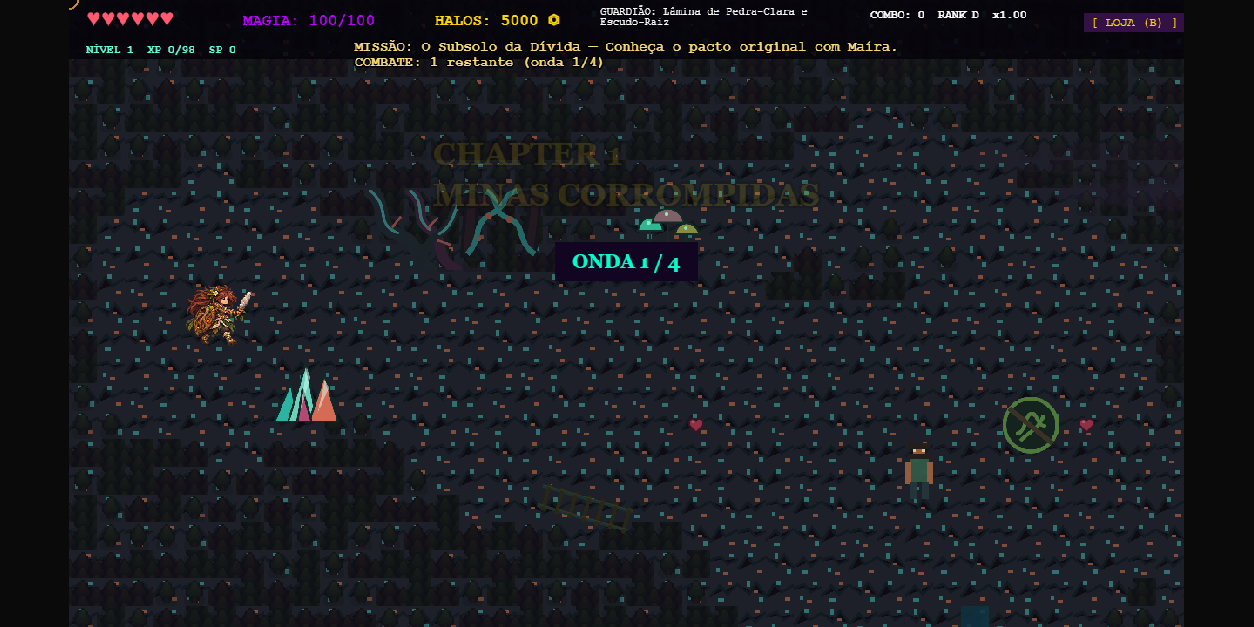 MAGIA: 100/100
HALOS: 5000
GUARDIÃO: Lâmina de Pedra-Clara e
Escudo-Raiz
COMBO: 0 RANK D x1.00
[ LOJA (B) ]
NÍVEL 1 XP 0/98 SP 0
MISSÃO: O Subsolo da Dívida — Conheça o pacto original com Maíra.
COMBATE: 1 restante (onda 1/4)
CHAPTER 1
MINAS CORROMPIDAS
ONDA 1 / 4